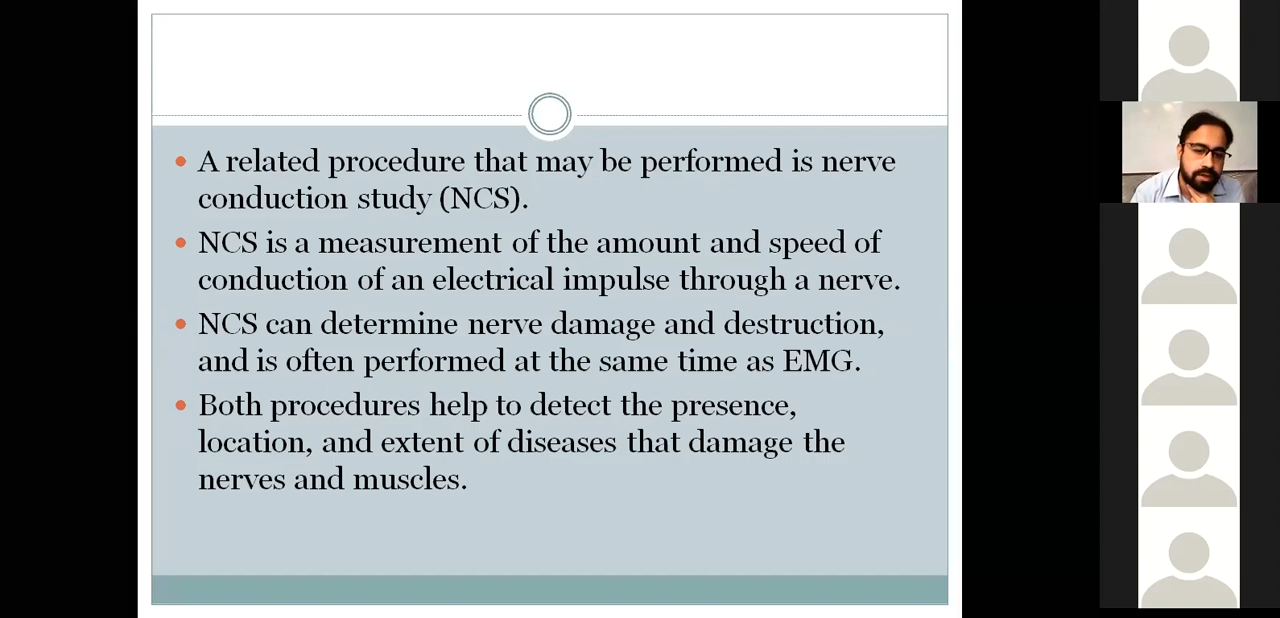 • A related procedure that may be performed is nerve
conduction study (NCS).
• NCS is a measurement of the amount and speed of
conduction of an electrical impulse through a nerve.
• NCS can determine nerve damage and destruction,
and is often performed at the same time as EMG.
• Both procedures help to detect the presence,
location, and extent of diseases that damage the
nerves and muscles.